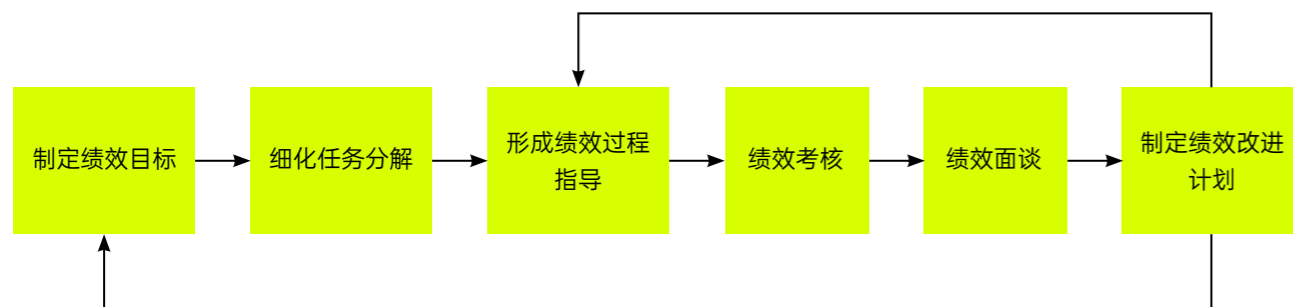 制定绩效目标
细化任务分解
形成绩效过程
指导
绩效考核
绩效面谈
制定绩效改进
计划